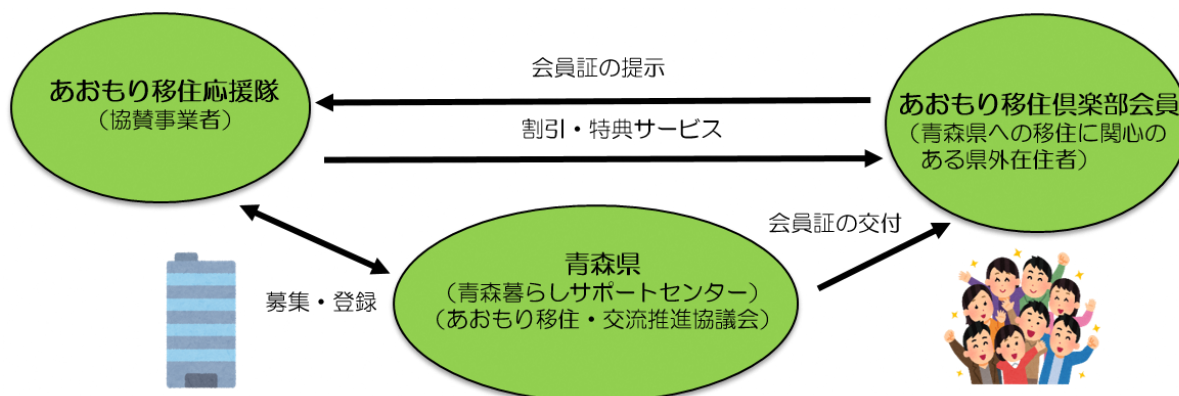 会員証の提示
あおもり移住応援隊
（協賛事業者）
あおもり移住倶楽部会員
（青森県への移住に関心の
ある県外在住者）
割引・特典サービス
会員証の交付
青森県
（青森暮らしサポートセンター）
（あおもり移住・交流推進協議会）
募集・登録